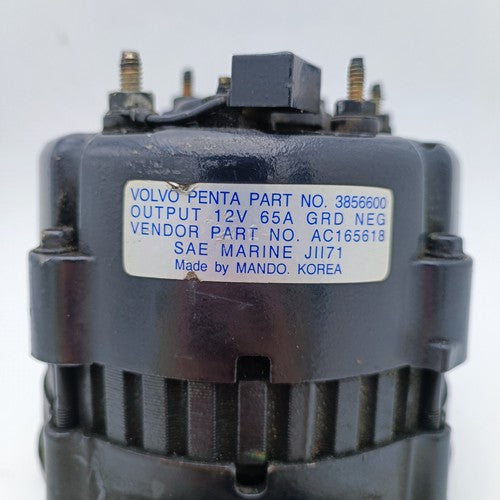 VOLVO PENTA PART NO. 3856600
OUTPUT 12V 65A GRD NEG
VENDOR PART NO. AC165618
SAE MARINE J1171
Made by MANDO. KOREA